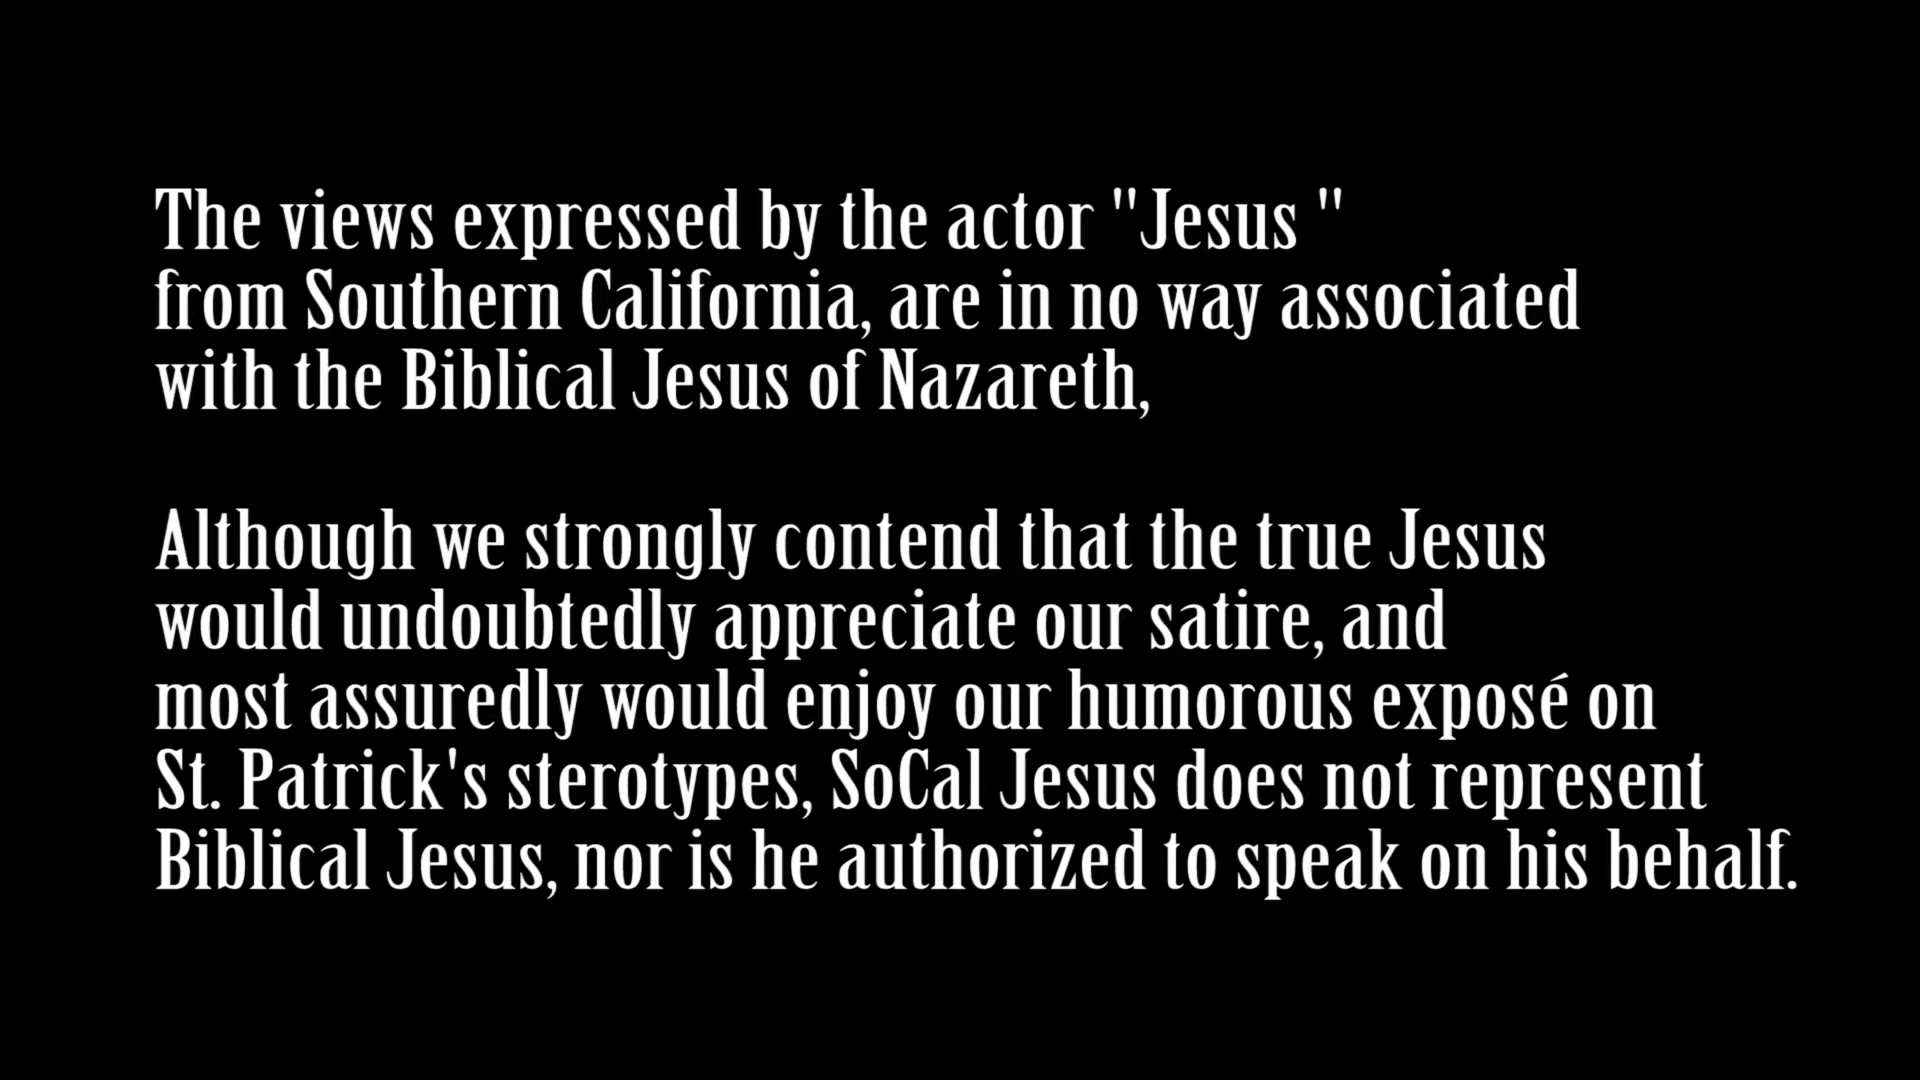 The views expressed by the actor "Jesus "
from Southern California, are in no way associated
with the Biblical Jesus of Nazareth,
Although we strongly contend that the true Jesus
would undoubtedly appreciate our satire, and
most assuredly would enjoy our humorous exposé on
St. Patrick's sterotypes, SoCal Jesus does not represent
Biblical Jesus, nor is he authorized to speak on his behalf.